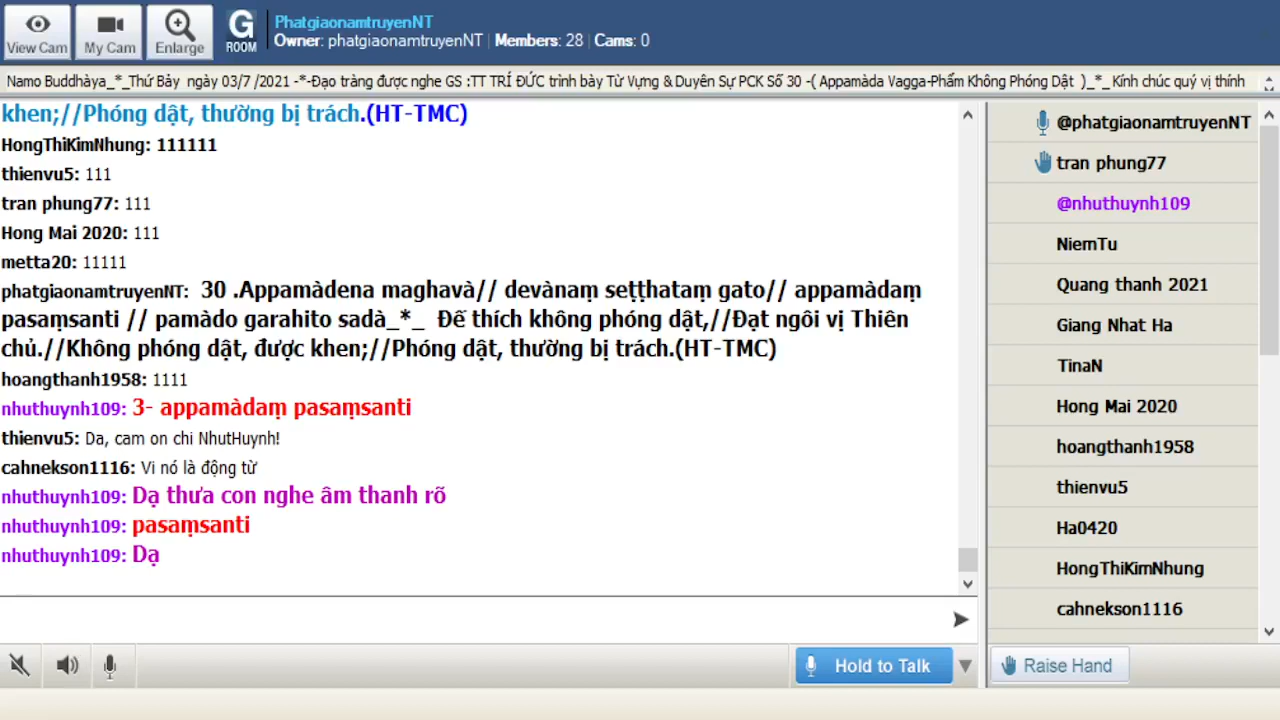 View Cam
My Cam
Enlarge
G
ROOM
PhatgiaonamtruyenNT
Owner: phatgiaonamtruyenNT | Members: 28 | Cams: 0
Namo Buddhàya_*_Thứ Bảy ngày 03/7 /2021 -*-Đạo tràng được nghe GS :TT TRÍ ĐỨC trình bày Từ Vựng & Duyên Sự PCK Số 30 -( Appamàda Vagga-Phẩm Không Phóng Dật )_*_ Kính chúc quý vị thính
khen;//Phóng dật, thường bị trách.(HT-TMC)
HongThiKimNhung: 111111
thienvu5: 111
tran phung77: 111
Hong Mai 2020: 111
metta20: 11111
phatgiaonamtruyenNT: 30 .Appamàdena maghavà// devànaṃ seṭṭhataṃ gato// appamàdaṃ
pasaṃsanti // pamàdo garahito sadà_*_ Đế thích không phóng dật,//Đạt ngôi vị Thiên
chủ.//Không phóng dật, được khen;//Phóng dật, thường bị trách.(HT-TMC)
hoangthanh1958: 1111
nhuthuynh109: 3- appamàdaṃ pasaṃsanti
thienvu5: Da, cam on chi NhutHuynh!
cahnekson1116: Vi nó là động từ
nhuthuynh109: Dạ thưa con nghe âm thanh rõ
nhuthuynh109: pasaṃsanti
nhuthuynh109: Dạ
Hold to Talk
@phatgiaonamtruyenNT
tran phung77
@nhuthuynh109
NiemTu
Quang thanh 2021
Giang Nhat Ha
TinaN
Hong Mai 2020
hoangthanh1958
thienvu5
Ha0420
HongThiKimNhung
cahnekson1116
Raise Hand